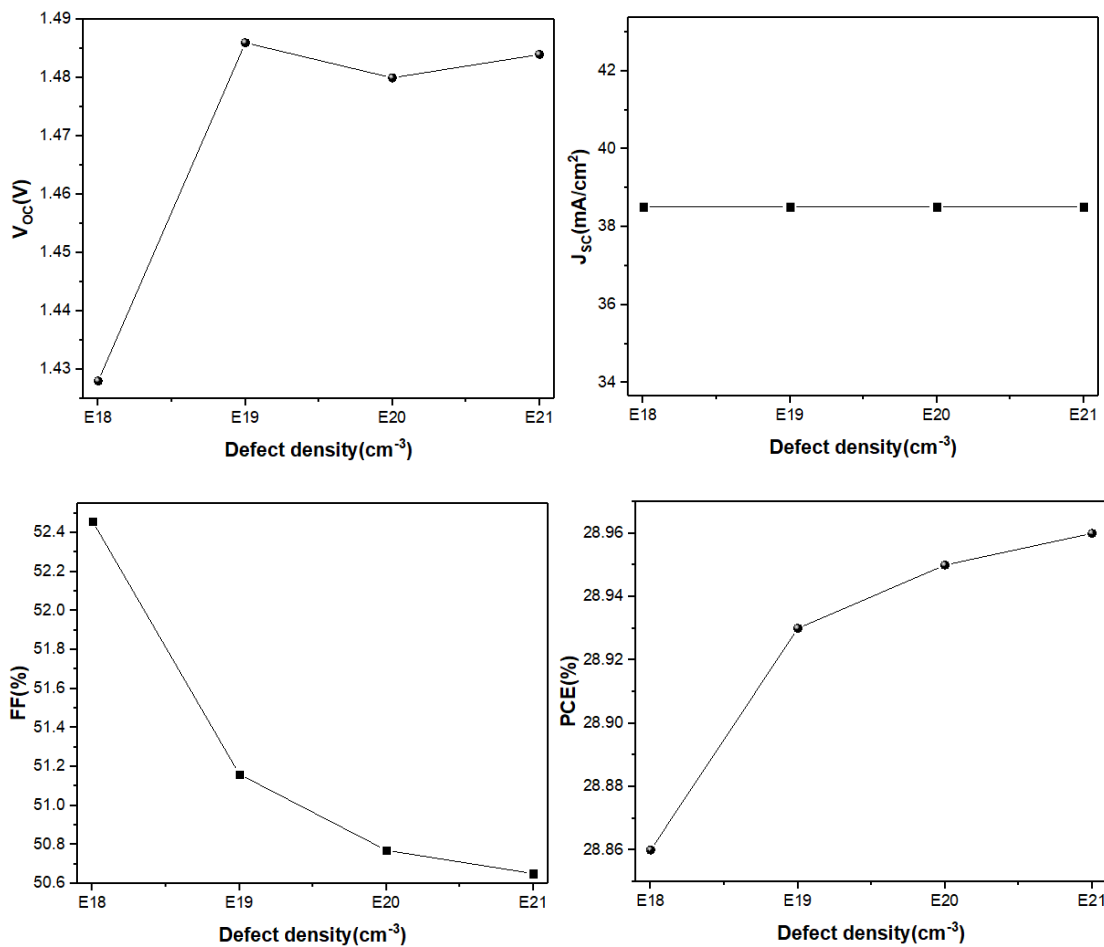 1.49
1.48
1.47
1.46
1.45
1.44
1.43
V_OC(V)
E18 E19 E20 E21
Defect density(cm⁻³)
42
40
38
36
34
J_SC(mA/cm²)
E18 E19 E20 E21
Defect density(cm⁻³)
52.4
52.2
52.0
51.8
51.6
51.4
51.2
51.0
50.8
50.6
FF(%)
E18 E19 E20 E21
Defect density(cm⁻³)
28.96
28.94
28.92
28.90
28.88
28.86
PCE(%)
E18 E19 E20 E21
Defect density(cm⁻³)